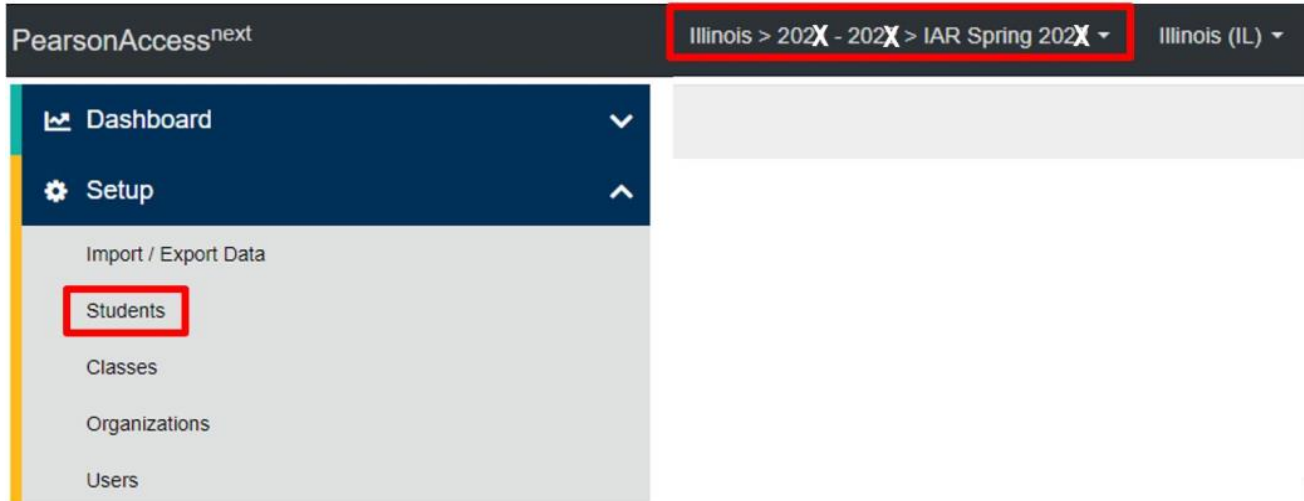 PearsonAccessnext
Illinois > 202X - 202X > IAR Spring 202X
Illinois (IL)
Dashboard
Setup
Import / Export Data
Students
Classes
Organizations
Users